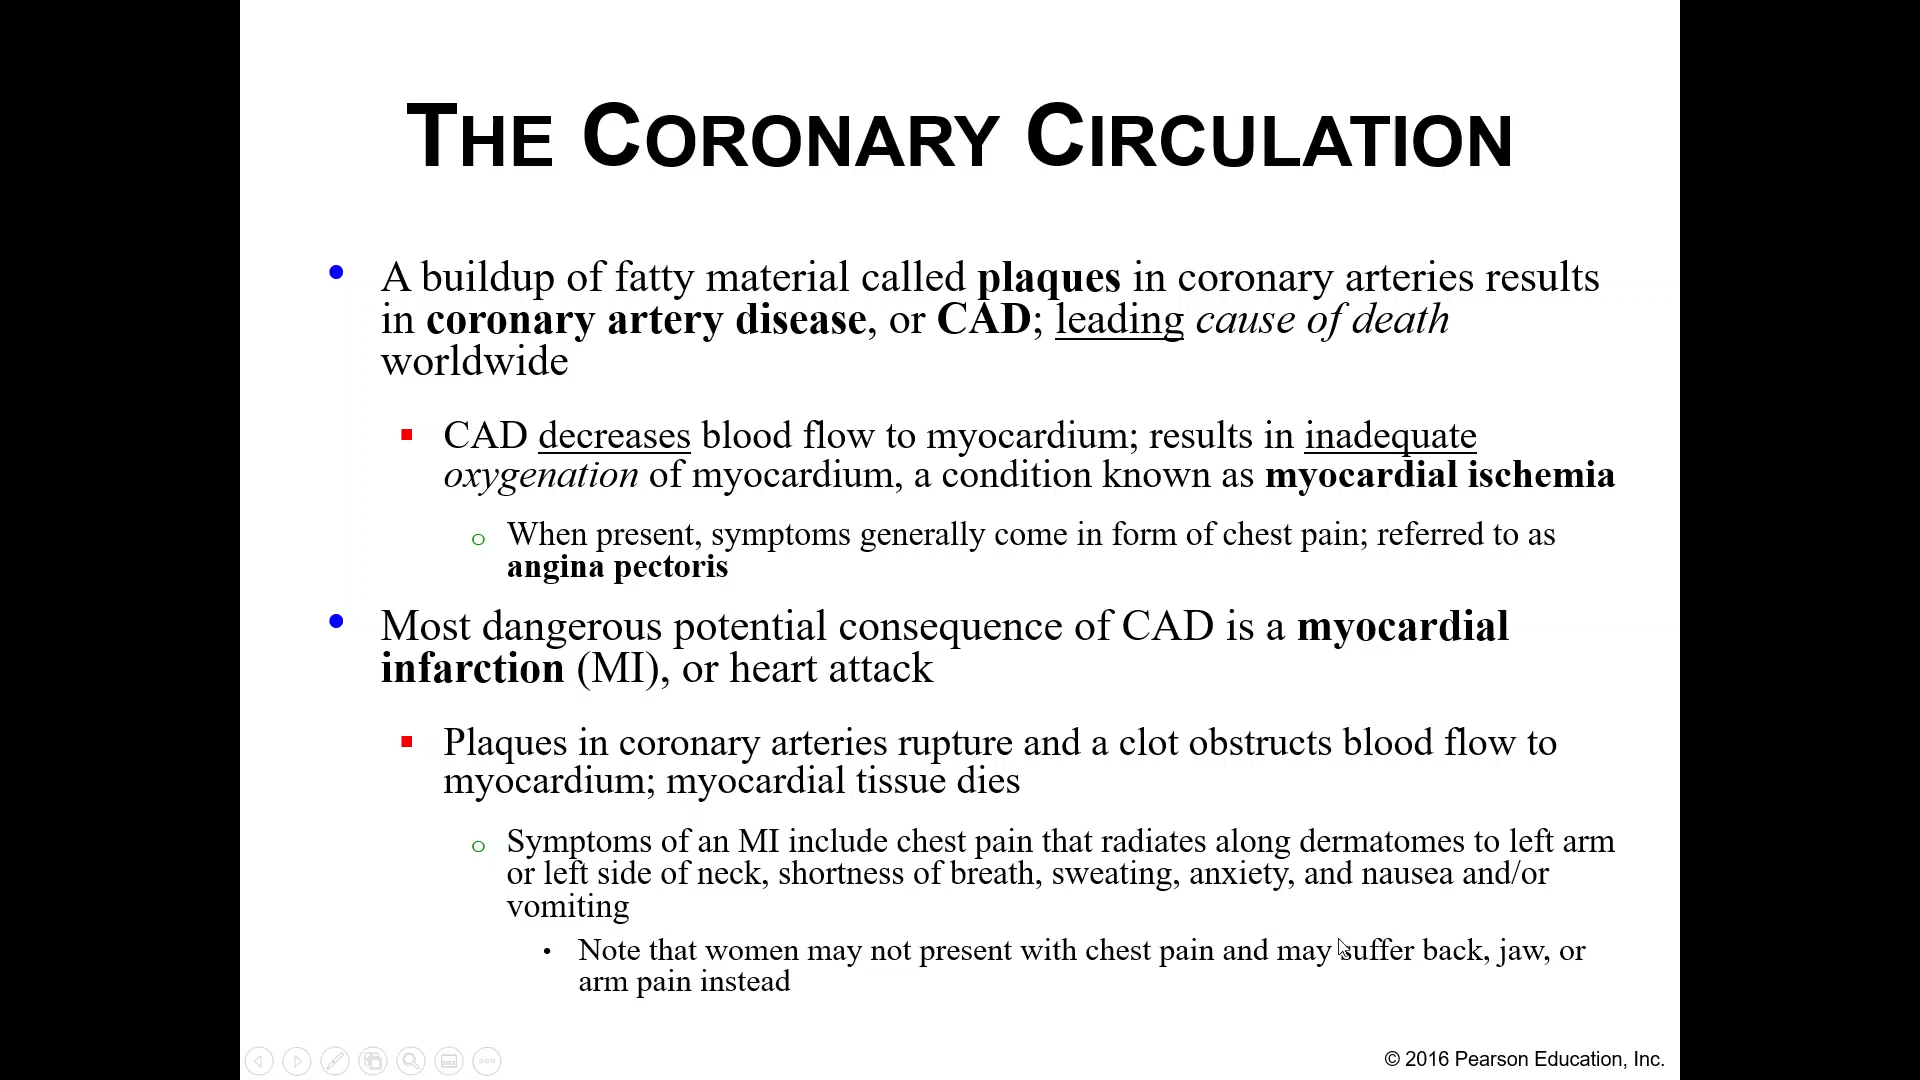 THE CORONARY CIRCULATION
• A buildup of fatty material called plaques in coronary arteries results
in coronary artery disease, or CAD; leading cause of death
worldwide
▪ CAD decreases blood flow to myocardium; results in inadequate
oxygenation of myocardium, a condition known as myocardial ischemia
o When present, symptoms generally come in form of chest pain; referred to as
angina pectoris
• Most dangerous potential consequence of CAD is a myocardial
infarction (MI), or heart attack
▪ Plaques in coronary arteries rupture and a clot obstructs blood flow to
myocardium; myocardial tissue dies
o Symptoms of an MI include chest pain that radiates along dermatomes to left arm
or left side of neck, shortness of breath, sweating, anxiety, and nausea and/or
vomiting
• Note that women may not present with chest pain and may suffer back, jaw, or
arm pain instead
© 2016 Pearson Education, Inc.